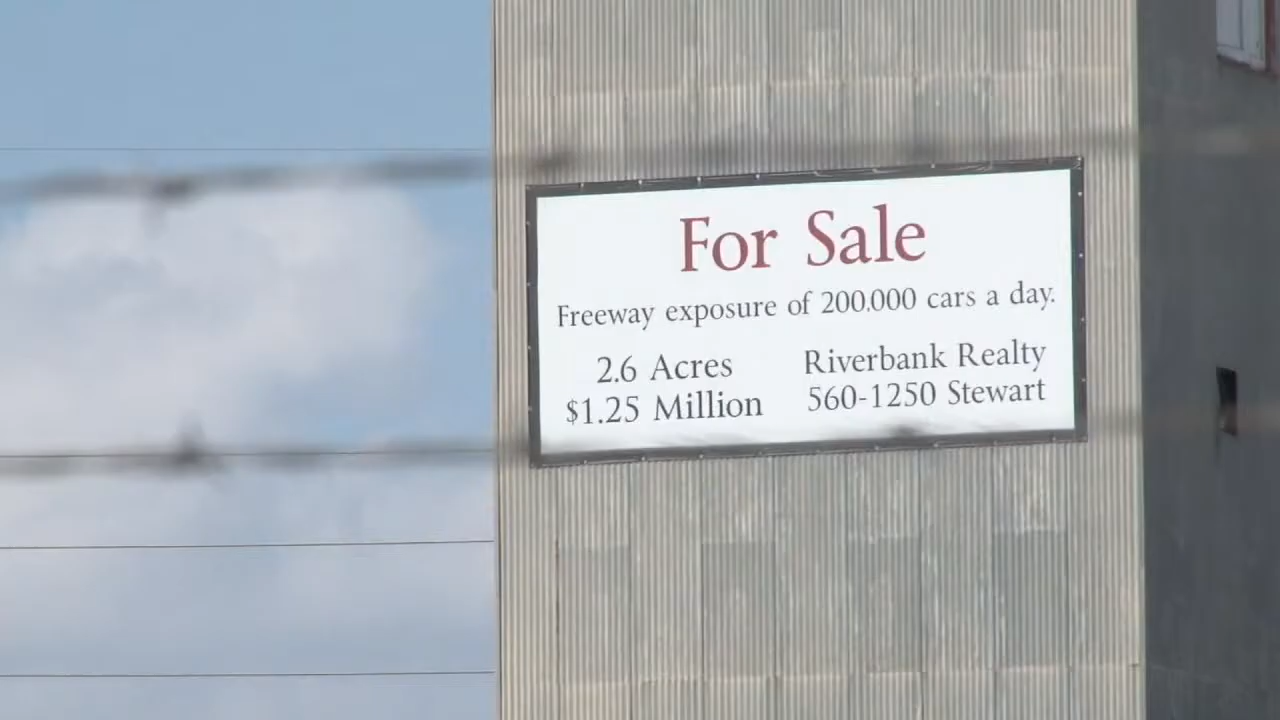 For Sale
Freeway exposure of 200,000 cars a day.
2.6 Acres
$1.25 Million
Riverbank Realty
560-1250 Stewart